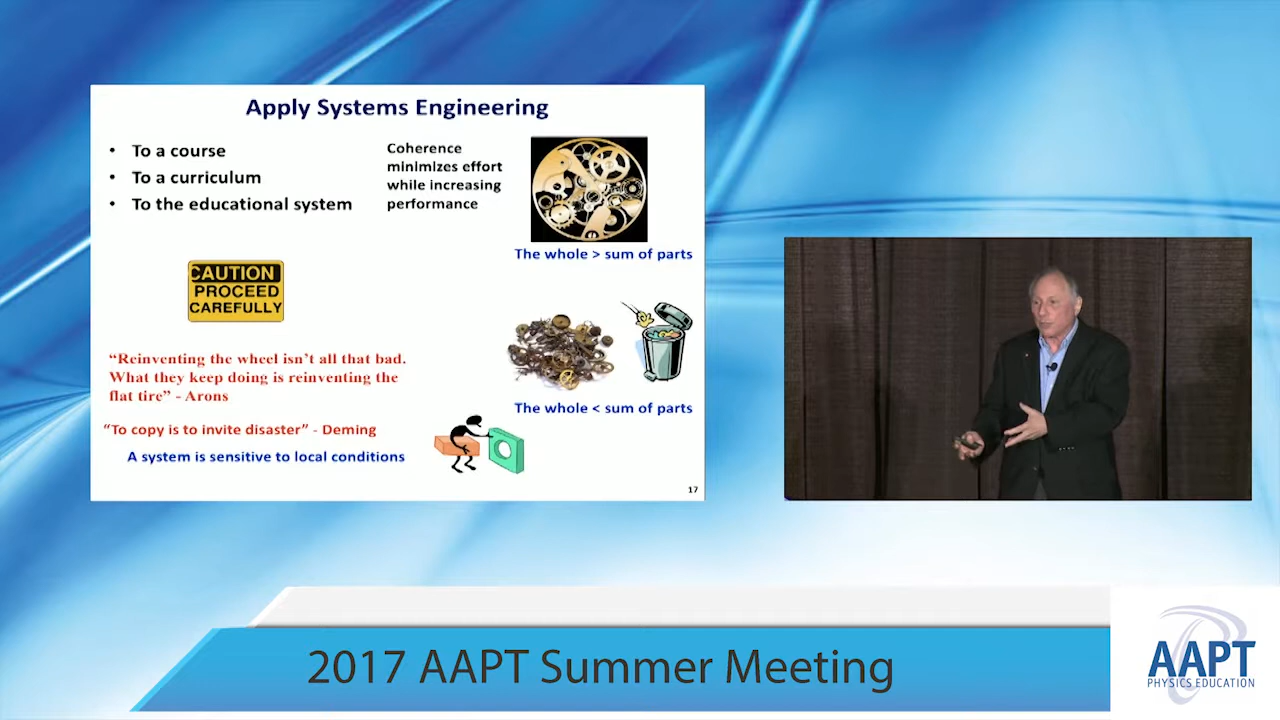 Apply Systems Engineering
• To a course
• To a curriculum
• To the educational system
Coherence
minimizes effort
while increasing
performance
The whole > sum of parts
CAUTION
PROCEED
CAREFULLY
“Reinventing the wheel isn’t all that bad.
What they keep doing is reinventing the
flat tire” - Arons
The whole < sum of parts
“To copy is to invite disaster” - Deming
A system is sensitive to local conditions
17
2017 AAPT Summer Meeting
AAPT
PHYSICS EDUCATION